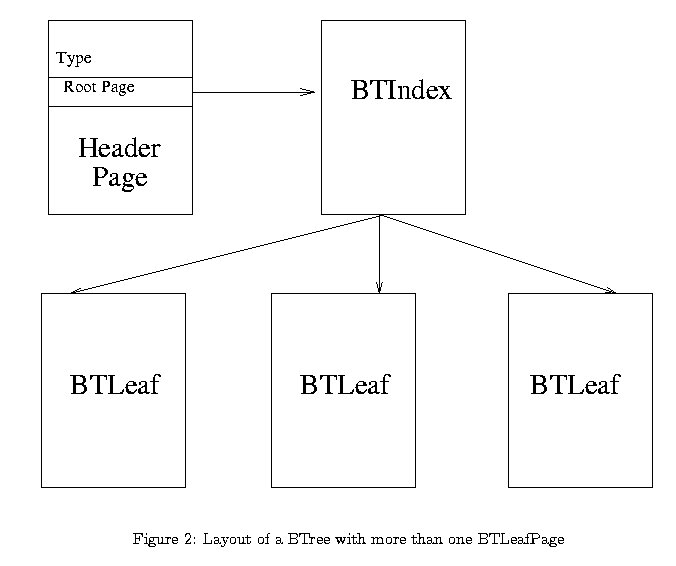 Type
Root Page
Header
Page
BTIndex
BTLeaf
BTLeaf
BTLeaf
Figure 2: Layout of a BTree with more than one BTLeafPage